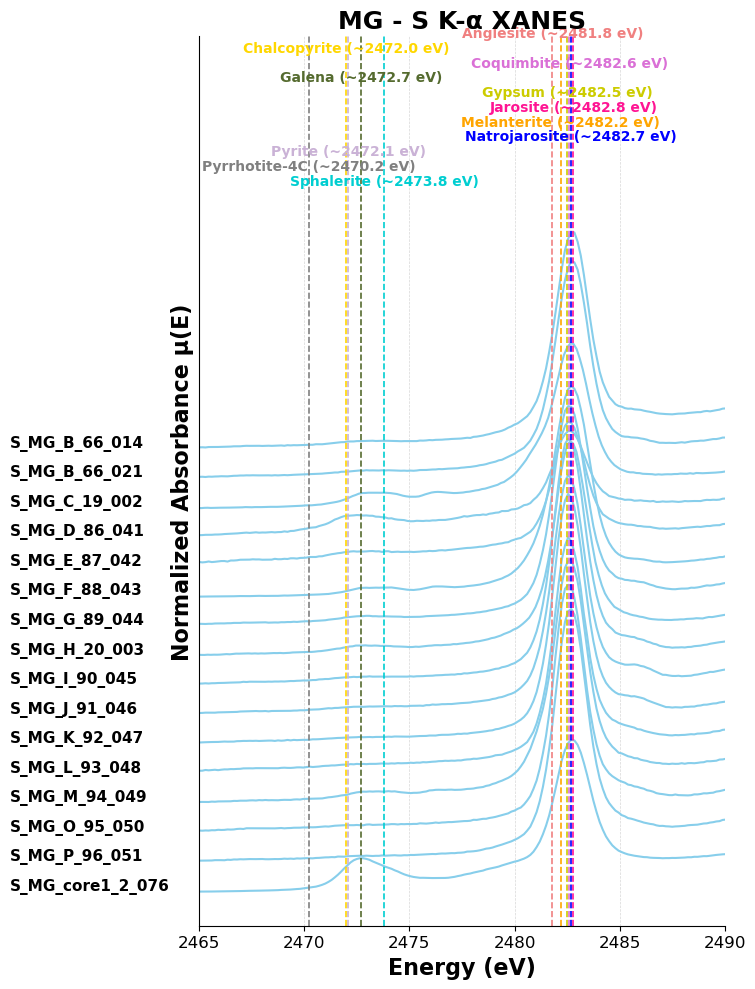 MG - S K-α XANES
Anglesite (~2481.8 eV)
Chalcopyrite (~2472.0 eV)
Coquimbite (~2482.6 eV)
Galena (~2472.7 eV)
Gypsum (~2482.5 eV)
Jarosite (~2482.8 eV)
Melanterite (~2482.2 eV)
Natrojarosite (~2482.7 eV)
Pyrite (~2472.1 eV)
Pyrrhotite-4C (~2470.2 eV)
Sphalerite (~2473.8 eV)
Normalized Absorbance μ(E)
S_MG_B_66_014
S_MG_B_66_021
S_MG_C_19_002
S_MG_D_86_041
S_MG_E_87_042
S_MG_F_88_043
S_MG_G_89_044
S_MG_H_20_003
S_MG_I_90_045
S_MG_J_91_046
S_MG_K_92_047
S_MG_L_93_048
S_MG_M_94_049
S_MG_O_95_050
S_MG_P_96_051
S_MG_core1_2_076
2465 2470 2475 2480 2485 2490
Energy (eV)